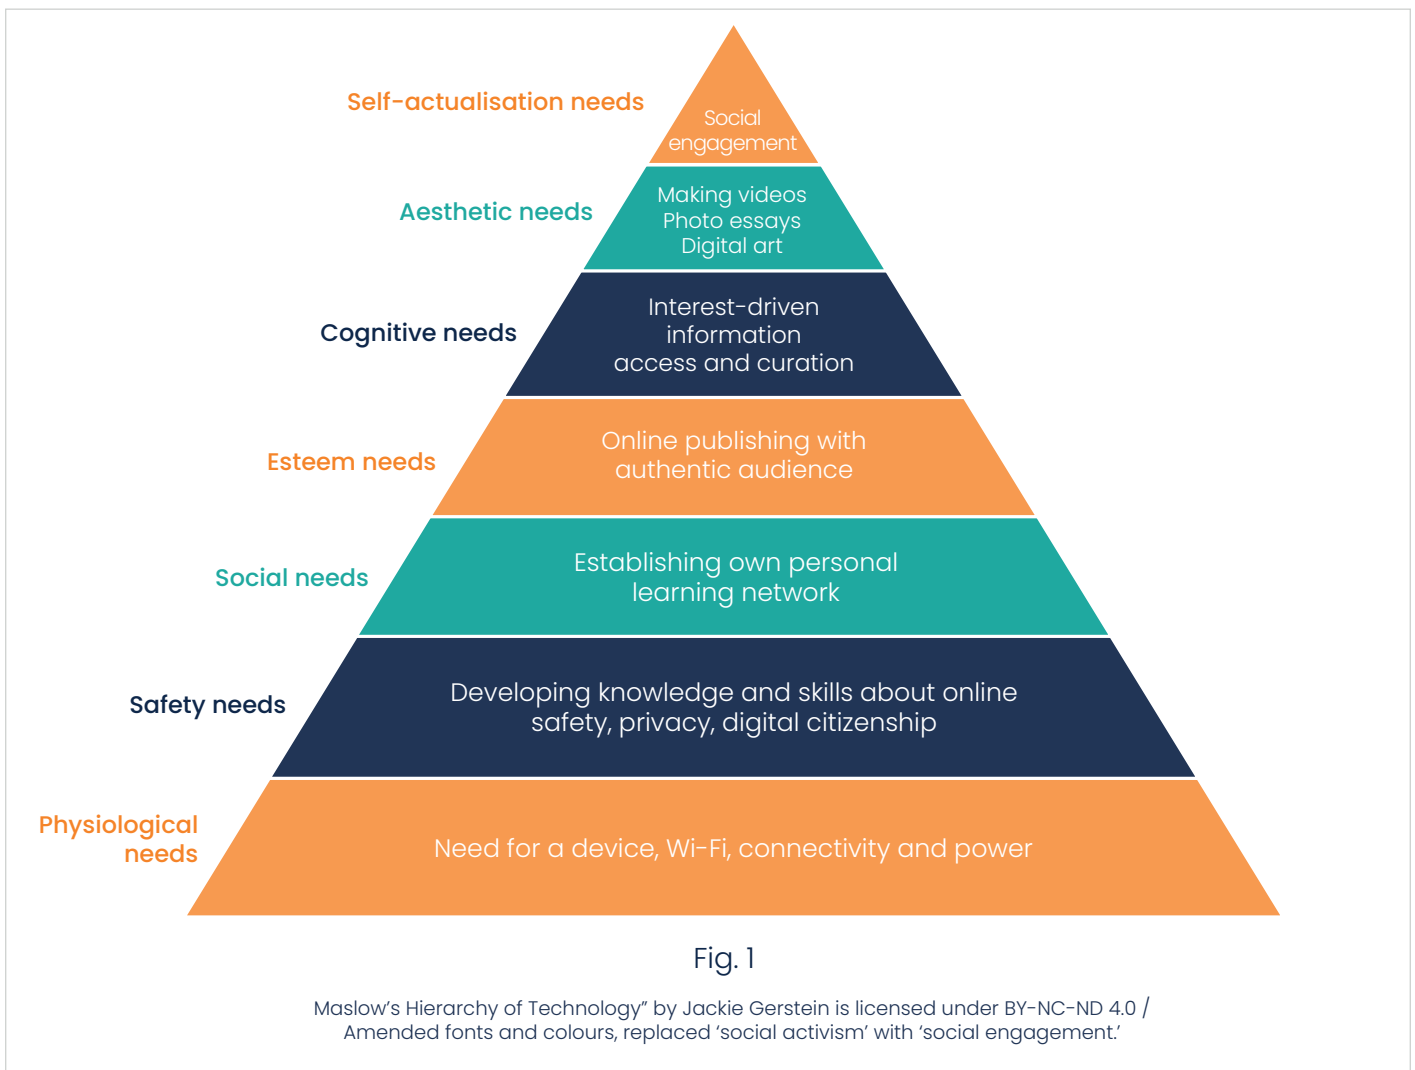 Self-actualisation needs
Social
engagement
Aesthetic needs
Making videos
Photo essays
Digital art
Cognitive needs
Interest-driven
information
access and curation
Esteem needs
Online publishing with
authentic audience
Social needs
Establishing own personal
learning network
Safety needs
Developing knowledge and skills about online
safety, privacy, digital citizenship
Physiological
needs
Need for a device, Wi-Fi, connectivity and power
Fig. 1
Maslow’s Hierarchy of Technology” by Jackie Gerstein is licensed under BY-NC-ND 4.0 /
Amended fonts and colours, replaced ‘social activism’ with ‘social engagement.’